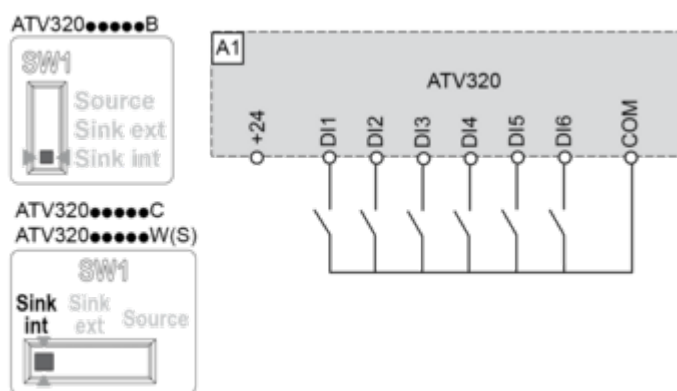 ATV320●●●●●B
SW1
Source
Sink ext
Sink int
ATV320●●●●●C
ATV320●●●●●W(S)
SW1
Sink int
Sink ext
Source
A1
ATV320
+24
DI1
DI2
DI3
DI4
DI5
DI6
COM